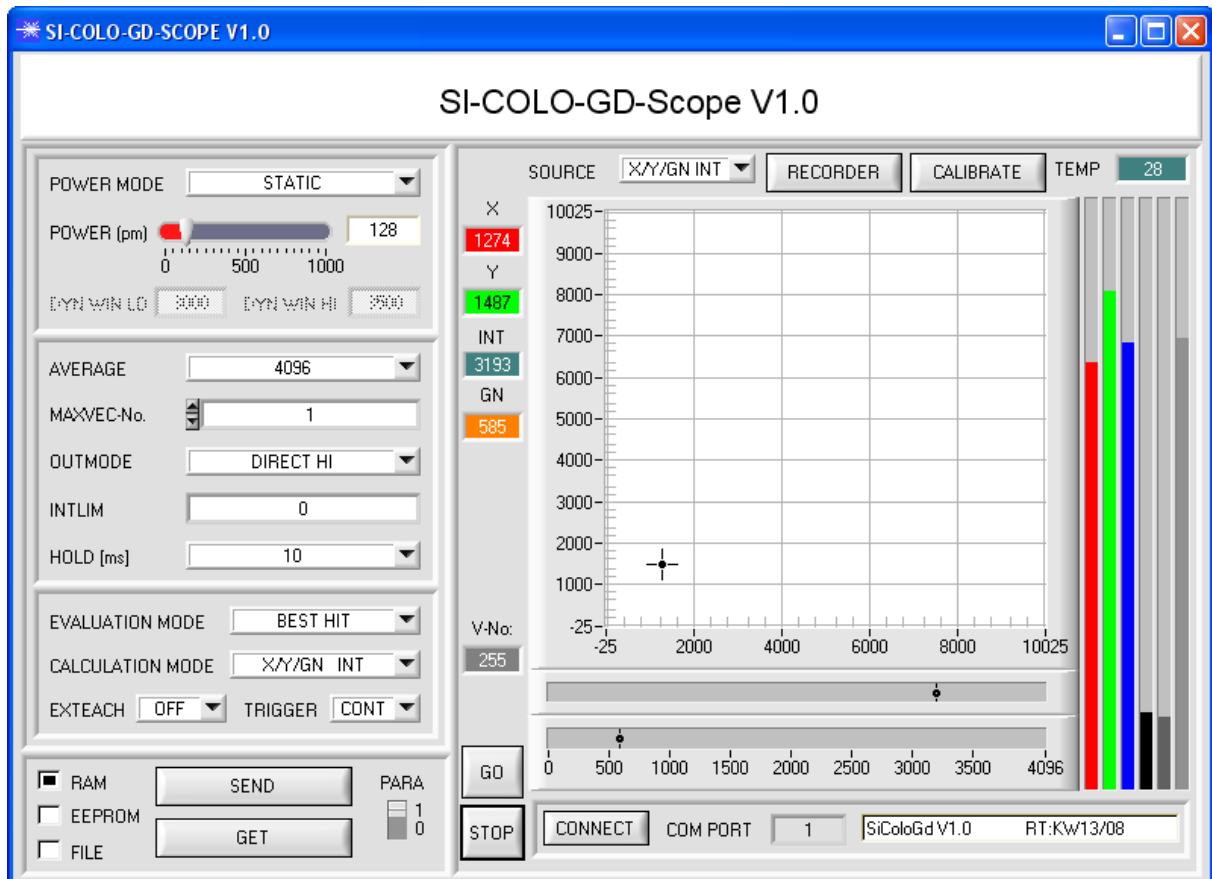 SI-COLO-GD-SCOPE V1.0
SI-COLO-GD-Scope V1.0
POWER MODE STATIC
POWER (pm) 128
0 500 1000
DYN WIN LO 3000 DYN WIN HI 3500
AVERAGE 4096
MAXVEC-No. 1
OUTMODE DIRECT HI
INTLIM 0
HOLD [ms] 10
EVALUATION MODE BEST HIT
CALCULATION MODE X/Y/GN INT
EXTEACH OFF TRIGGER CONT
RAM
EEPROM
FILE
SEND
GET
PARA
1
0
SOURCE X/Y/GN INT RECORDER CALIBRATE TEMP 28
X
1274
Y
1487
INT
3193
GN
585
V-No:
255
GO
STOP
10025
9000
8000
7000
6000
5000
4000
3000
2000
1000
-25
-25 2000 4000 6000 8000 10025
0 500 1000 1500 2000 2500 3000 3500 4096
CONNECT COM PORT 1 SiColoGd V1.0 RT:KW13/08